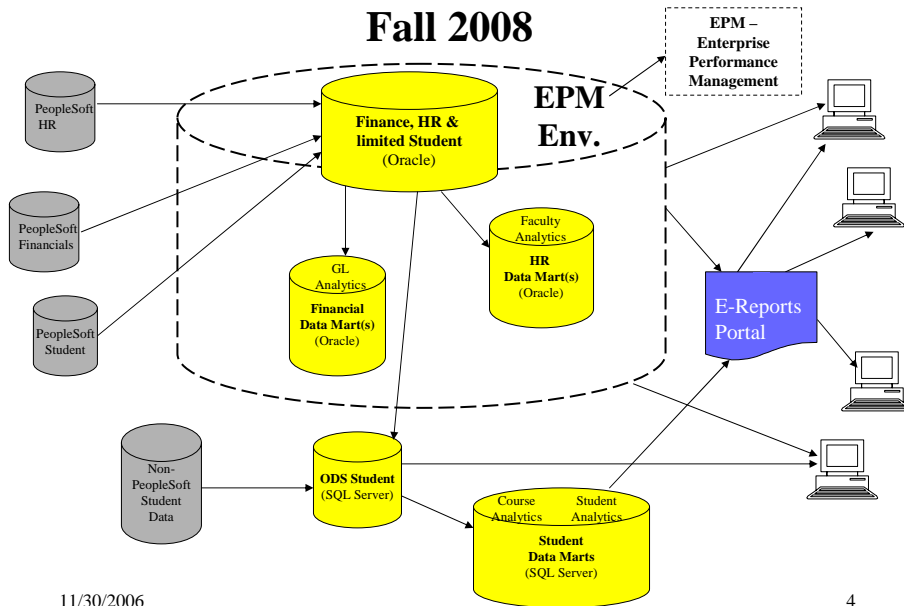 Fall 2008
EPM –
Enterprise
Performance
Management
PeopleSoft
HR
Finance, HR &
limited Student
(Oracle)
EPM
Env.
PeopleSoft
Financials
Faculty
Analytics
HR
Data Mart(s)
(Oracle)
GL
Analytics
Financial
Data Mart(s)
(Oracle)
PeopleSoft
Student
E-Reports
Portal
Non-
PeopleSoft
Student
Data
ODS Student
(SQL Server)
Course
Analytics
Student
Analytics
Student
Data Marts
(SQL Server)
11/30/2006
4